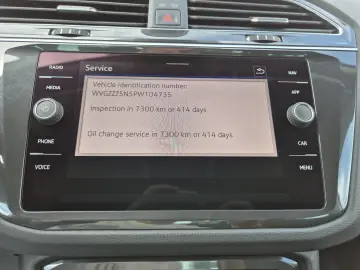 RADIO
Service
NAV
MEDIA
Vehicle identification number:
APP
WVGZZZ5NSPW104735
Inspection in 7300 km or 414 days
Oil change service in 7300 km or 414 days
PHONE
CAR
VOICE
MENU